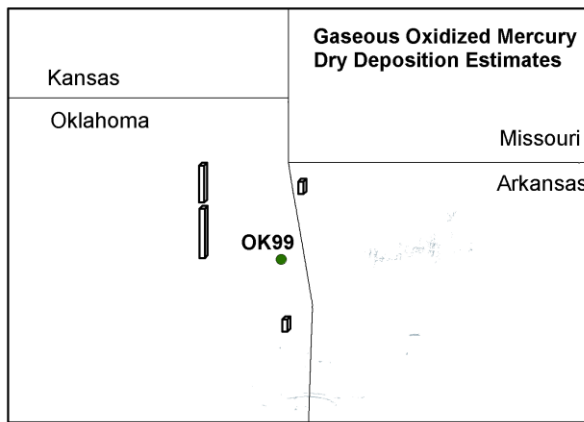 Gaseous Oxidized Mercury
Dry Deposition Estimates
Kansas
Oklahoma
Missouri
Arkansas
OK99